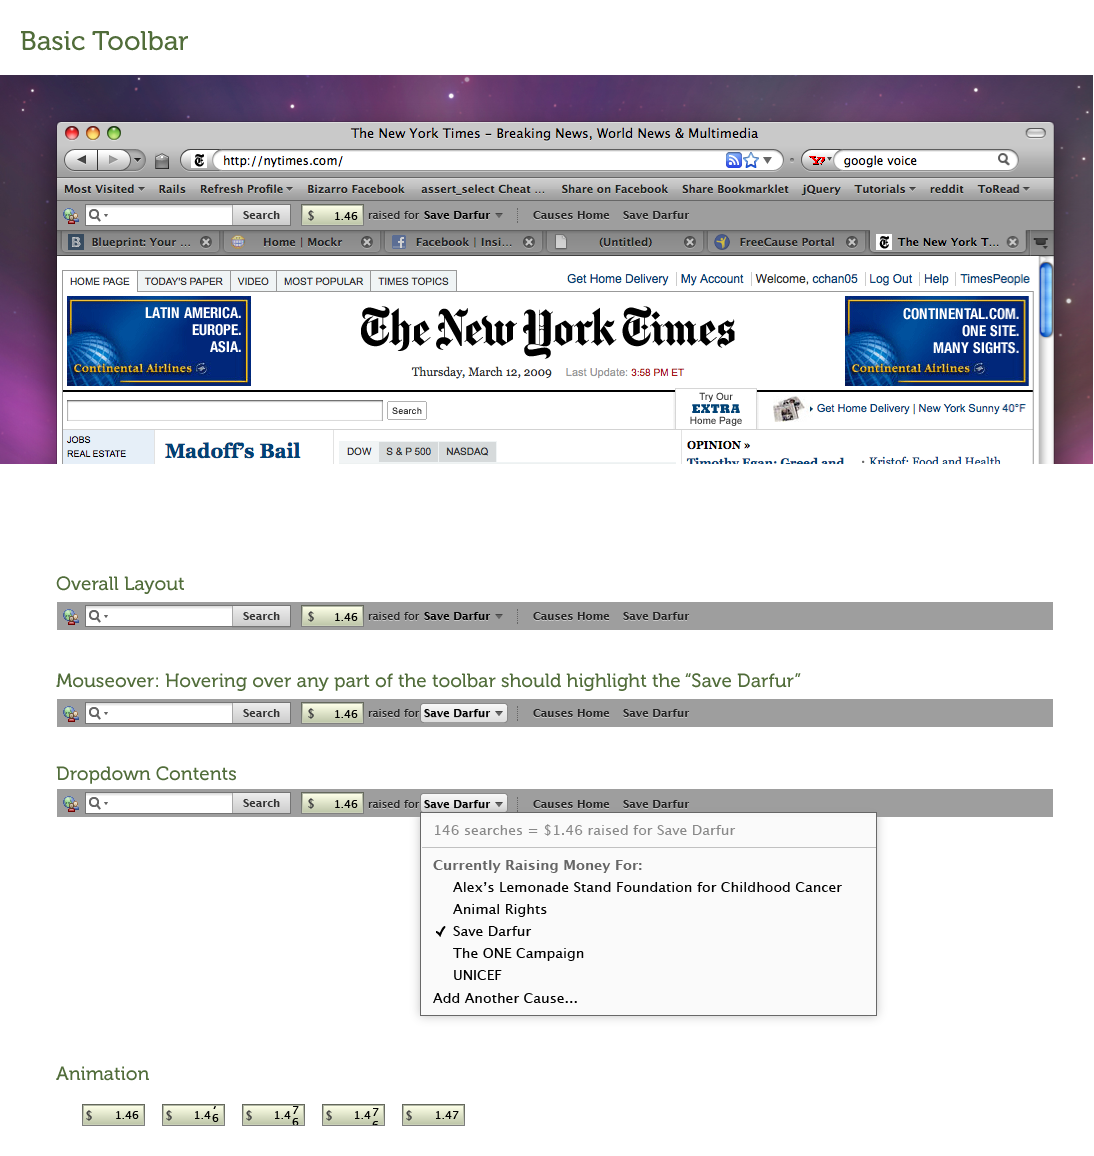 Basic Toolbar
The New York Times – Breaking News, World News & Multimedia
http://nytimes.com/ google voice
Most Visited Rails Refresh Profile Bizarro Facebook assert_select Cheat ... Share on Facebook Share Bookmarklet jQuery Tutorials reddit ToRead
Search $ 1.46 raised for Save Darfur Causes Home Save Darfur
Blueprint: Your ... Home | Mockr Facebook | Insi... (Untitled) FreeCause Portal The New York T...
HOME PAGE TODAY'S PAPER VIDEO MOST POPULAR TIMES TOPICS Get Home Delivery My Account Welcome, cchan05 Log Out Help TimesPeople
LATIN AMERICA.
EUROPE.
ASIA.
Continental Airlines
The New York Times
CONTINENTAL.COM.
ONE SITE.
MANY SIGHTS.
Continental Airlines
Thursday, March 12, 2009 Last Update: 3:58 PM ET
Search
Try Our
EXTRA
Home Page
Get Home Delivery | New York Sunny 40°F
JOBS
REAL ESTATE
Madoff's Bail
DOW S & P 500 NASDAQ
OPINION »
Timothy Egan: Greed and
Kristof: Food and Health
Overall Layout
Search $ 1.46 raised for Save Darfur Causes Home Save Darfur
Mouseover: Hovering over any part of the toolbar should highlight the “Save Darfur”
Search $ 1.46 raised for Save Darfur Causes Home Save Darfur
Dropdown Contents
Search $ 1.46 raised for Save Darfur Causes Home Save Darfur
146 searches = $1.46 raised for Save Darfur
Currently Raising Money For:
Alex's Lemonade Stand Foundation for Childhood Cancer
Animal Rights
✓ Save Darfur
The ONE Campaign
UNICEF
Add Another Cause...
Animation
$ 1.46 $ 1.46 $ 1.47 6 $ 1.47 $ 1.47